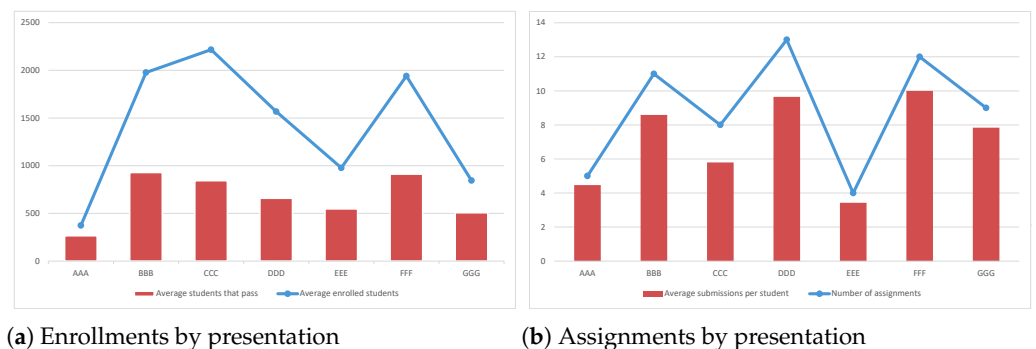 2500
2000
1500
1000
500
0
AAA BBB CCC DDD EEE FFF GGG
Average students that pass Average enrolled students
(a) Enrollments by presentation
14
12
10
8
6
4
2
0
AAA BBB CCC DDD EEE FFF GGG
Average submissions per student Number of assignments
(b) Assignments by presentation